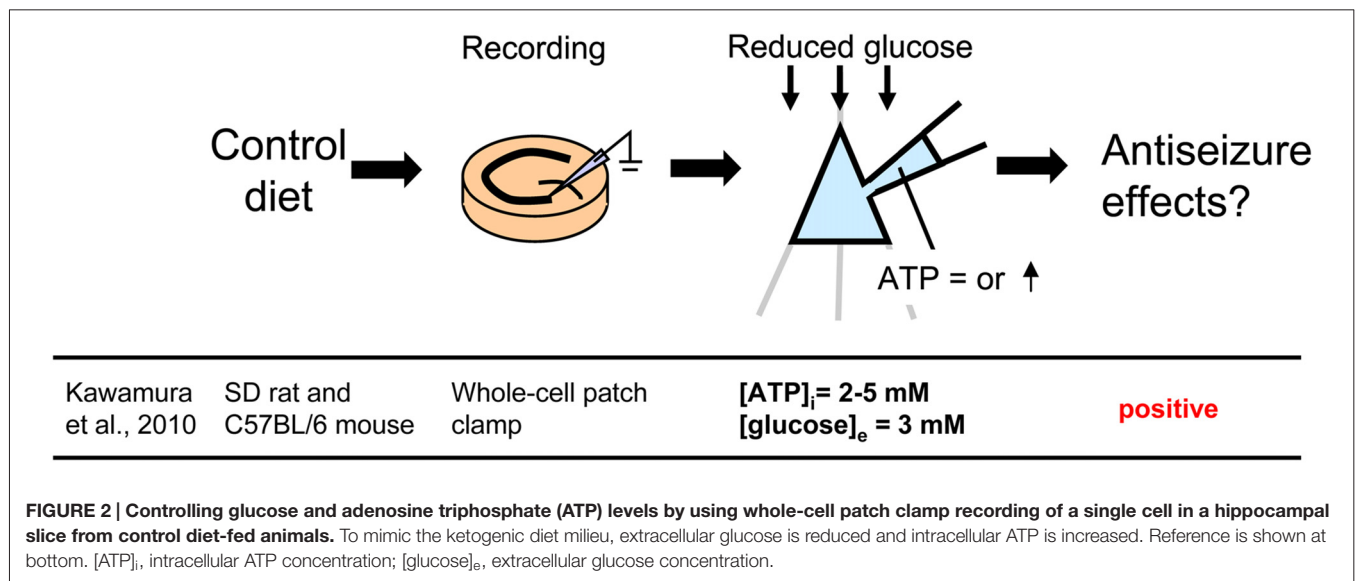 Recording
Reduced glucose
Control
diet
Antiseizure
effects?
ATP = or ↑
Kawamura
et al., 2010
SD rat and
C57BL/6 mouse
Whole-cell patch
clamp
[ATP]i= 2-5 mM
[glucose]e = 3 mM
positive
FIGURE 2 | Controlling glucose and adenosine triphosphate (ATP) levels by using whole-cell patch clamp recording of a single cell in a hippocampal
slice from control diet-fed animals. To mimic the ketogenic diet milieu, extracellular glucose is reduced and intracellular ATP is increased. Reference is shown at
bottom. [ATP]i, intracellular ATP concentration; [glucose]e, extracellular glucose concentration.